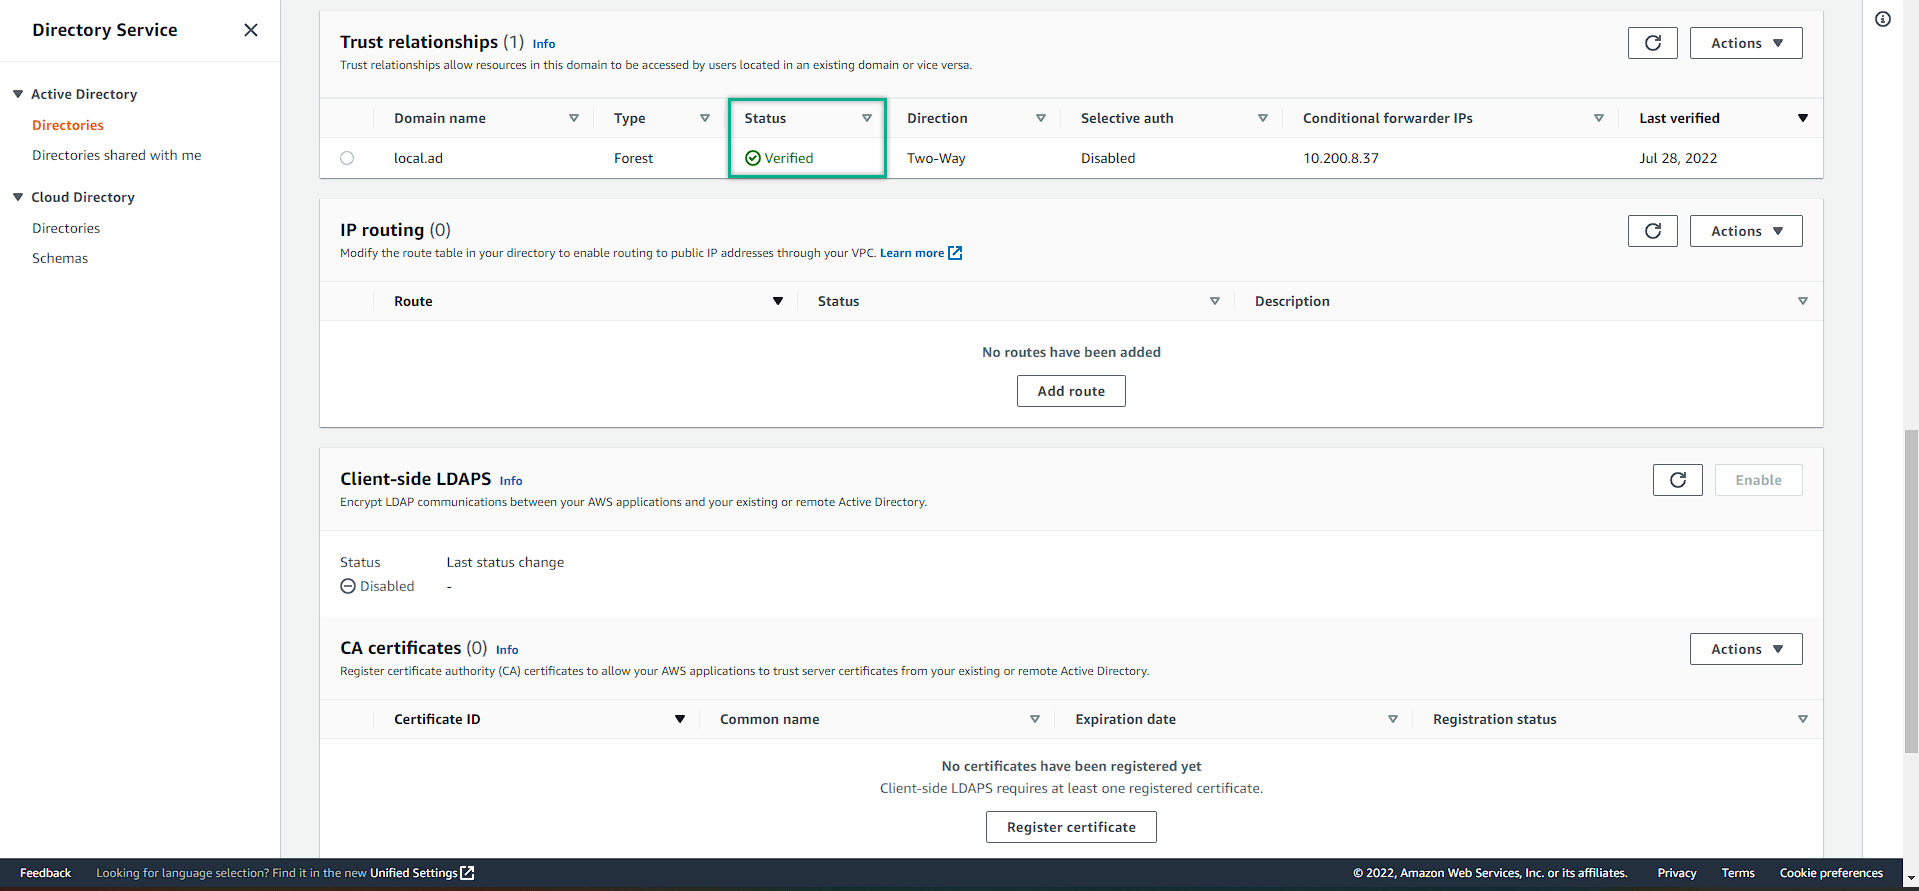 Directory Service
Active Directory
Directories
Directories shared with me
Cloud Directory
Directories
Schemas
Trust relationships (1) Info
Trust relationships allow resources in this domain to be accessed by users located in an existing domain or vice versa.
Actions
Domain name Type Status Direction Selective auth Conditional forwarder IPs Last verified
local.ad Forest Verified Two-Way Disabled 10.200.8.37 Jul 28, 2022
IP routing (0)
Modify the route table in your directory to enable routing to public IP addresses through your VPC. Learn more
Actions
Route Status Description
No routes have been added
Add route
Client-side LDAPS Info
Encrypt LDAP communications between your AWS applications and your existing or remote Active Directory.
Enable
Status Last status change
Disabled -
CA certificates (0) Info
Register certificate authority (CA) certificates to allow your AWS applications to trust server certificates from your existing or remote Active Directory.
Actions
Certificate ID Common name Expiration date Registration status
No certificates have been registered yet
Client-side LDAPS requires at least one registered certificate.
Register certificate
Feedback Looking for language selection? Find it in the new Unified Settings © 2022, Amazon Web Services, Inc. or its affiliates. Privacy Terms Cookie preferences